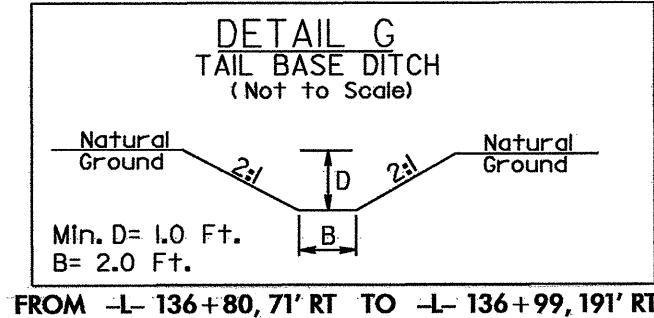 DETAIL G
TAIL BASE DITCH
(Not to Scale)
Natural
Ground
Natural
Ground
2:1
2:1
D
B
Min. D= 1.0 Ft.
B= 2.0 Ft.
FROM -L- 136+80, 71' RT TO -L- 136+99, 191' RT